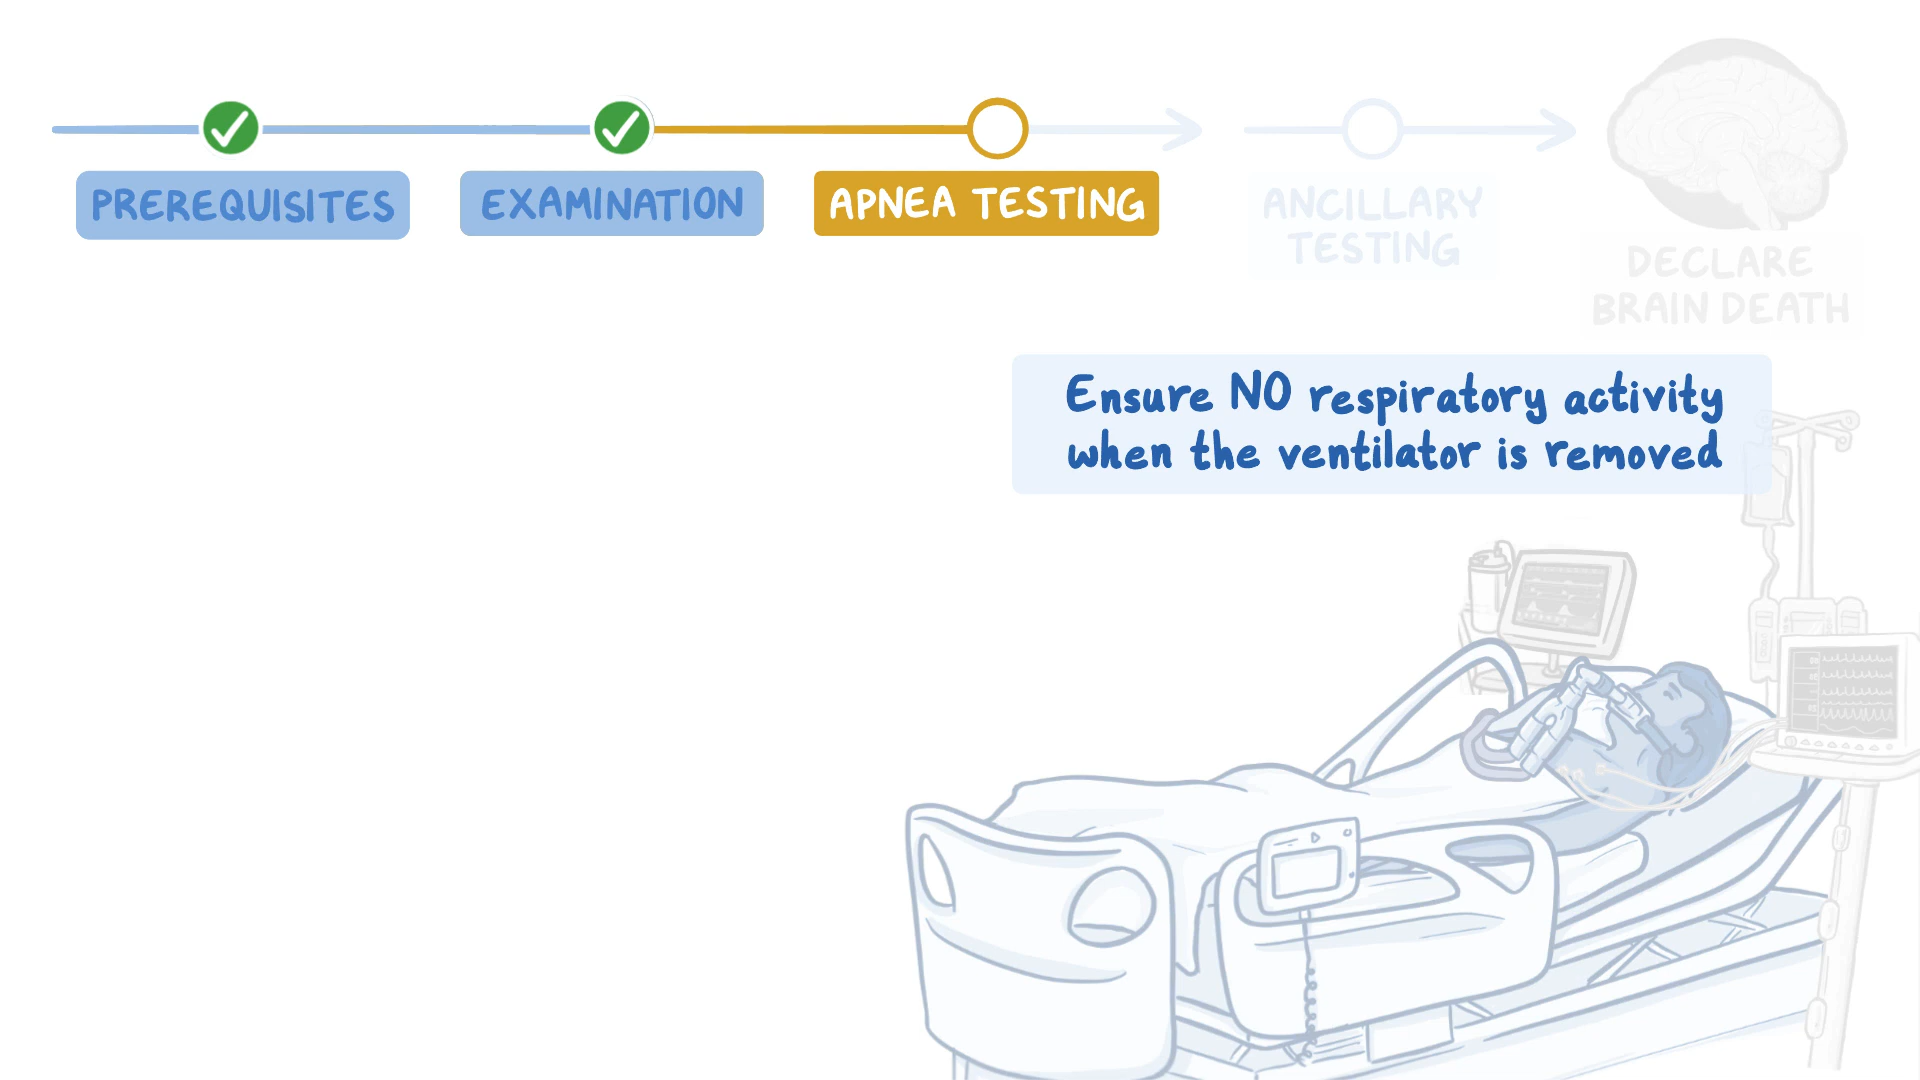 PREREQUISITES
EXAMINATION
APNEA TESTING
ANCILLARY
TESTING
DECLARE
BRAIN DEATH
Ensure NO respiratory activity
when the ventilator is removed